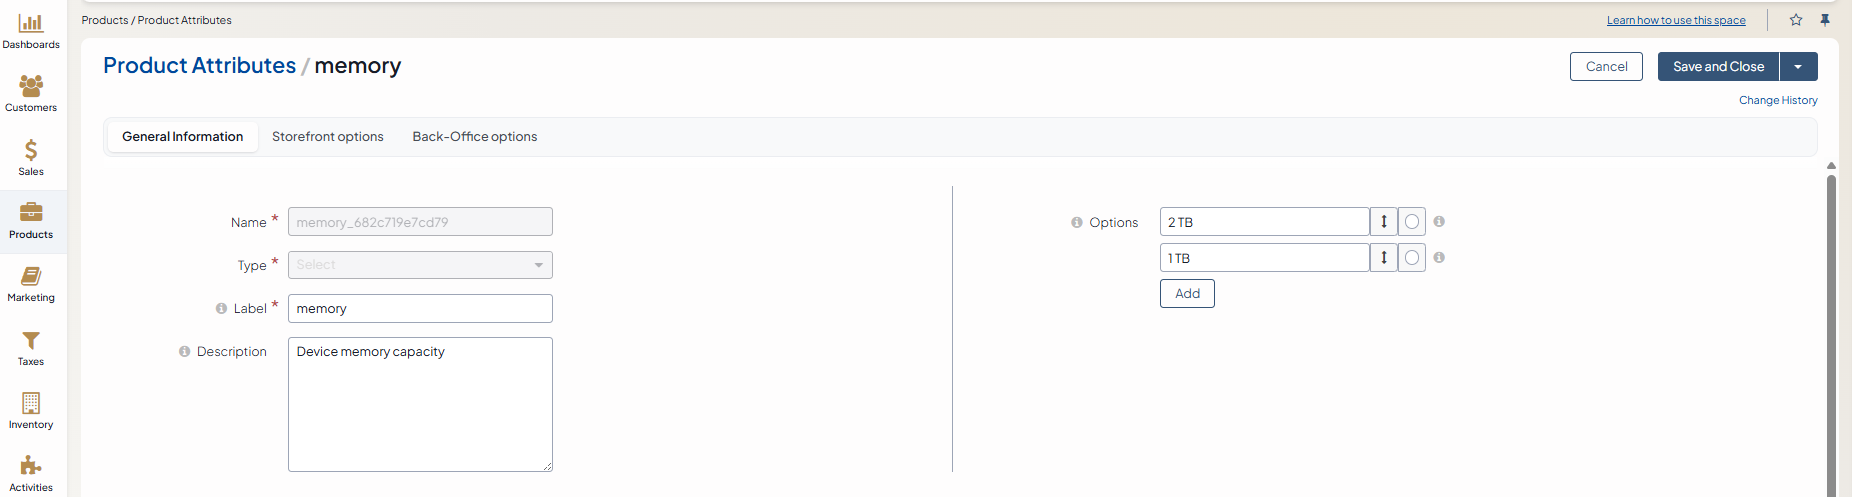 Products / Product Attributes
Learn how to use this space
Dashboards
Customers
Sales
Products
Marketing
Taxes
Inventory
Activities
Product Attributes / memory
Cancel
Save and Close
Change History
General Information
Storefront options
Back-Office options
Name *
memory_682c719e7cd79
Type *
Select
Label *
memory
Description
Device memory capacity
Options
2 TB
1 TB
Add